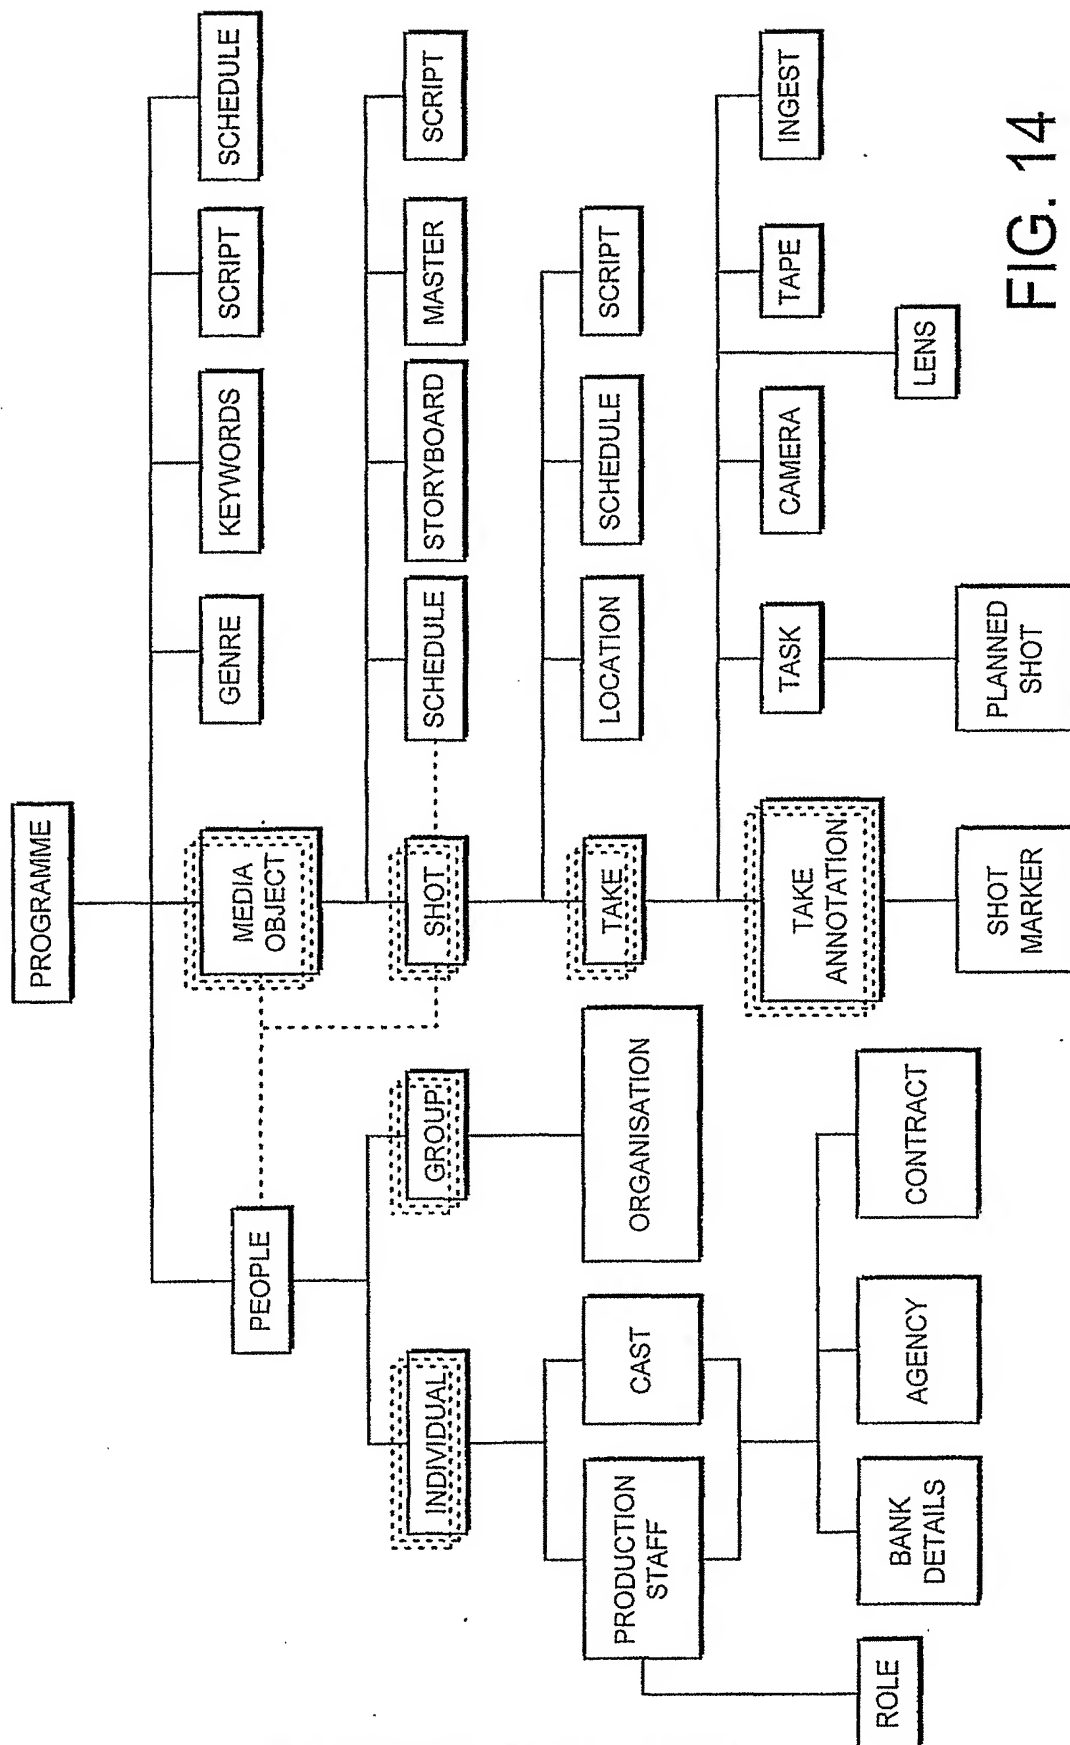 PROGRAMME
PEOPLE
MEDIA
OBJECT
GENRE
KEYWORDS
SCRIPT
SCHEDULE
INDIVIDUAL
GROUP
SHOT
SCHEDULE
STORYBOARD
MASTER
SCRIPT
PRODUCTION
STAFF
CAST
ORGANISATION
TAKE
LOCATION
SCHEDULE
SCRIPT
ROLE
BANK
DETAILS
AGENCY
CONTRACT
TAKE
ANNOTATION
TASK
CAMERA
LENS
TAPE
INGEST
SHOT
MARKER
PLANNED
SHOT
FIG. 14